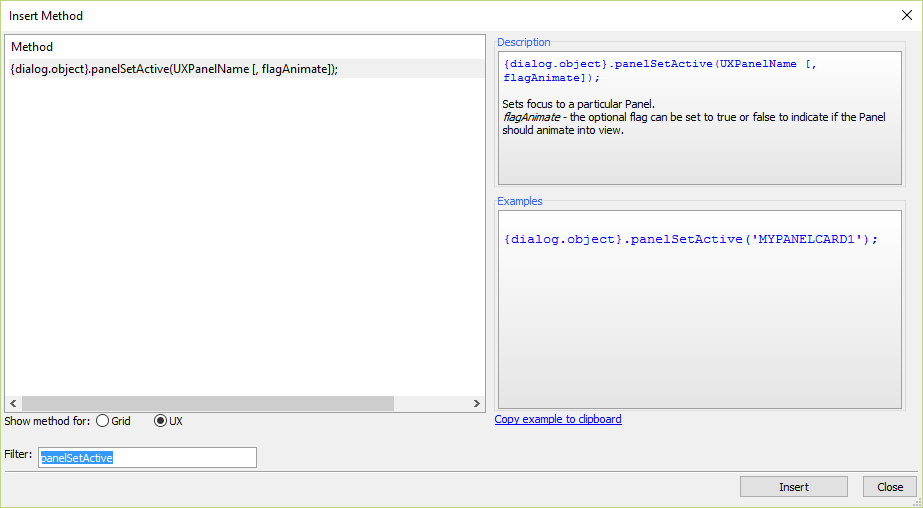 Insert Method
Method
{dialog.object}.panelSetActive(UXPanelName [, flagAnimate]);
Show method for:
Grid
UX
Filter:
panelSetActive
Description
{dialog.object}.panelSetActive(UXPanelName [,
flagAnimate]);
Sets focus to a particular Panel.
flagAnimate - the optional flag can be set to true or false to indicate if the Panel
should animate into view.
Examples
{dialog.object}.panelSetActive('MYPANELCARD1');
Copy example to clipboard
Insert
Close